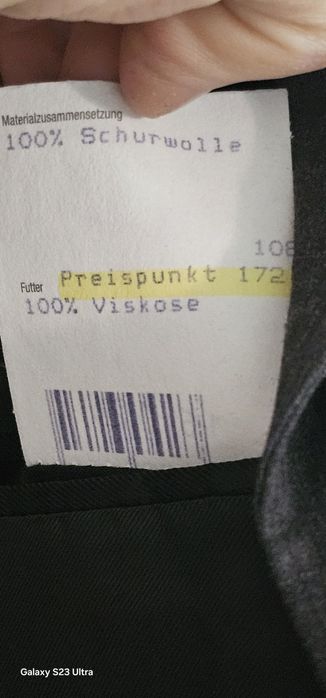 Materialzusammensetzung
100% Schurwolle
108
Preispunkt 172
Futter
100% Viskose
Galaxy S23 Ultra